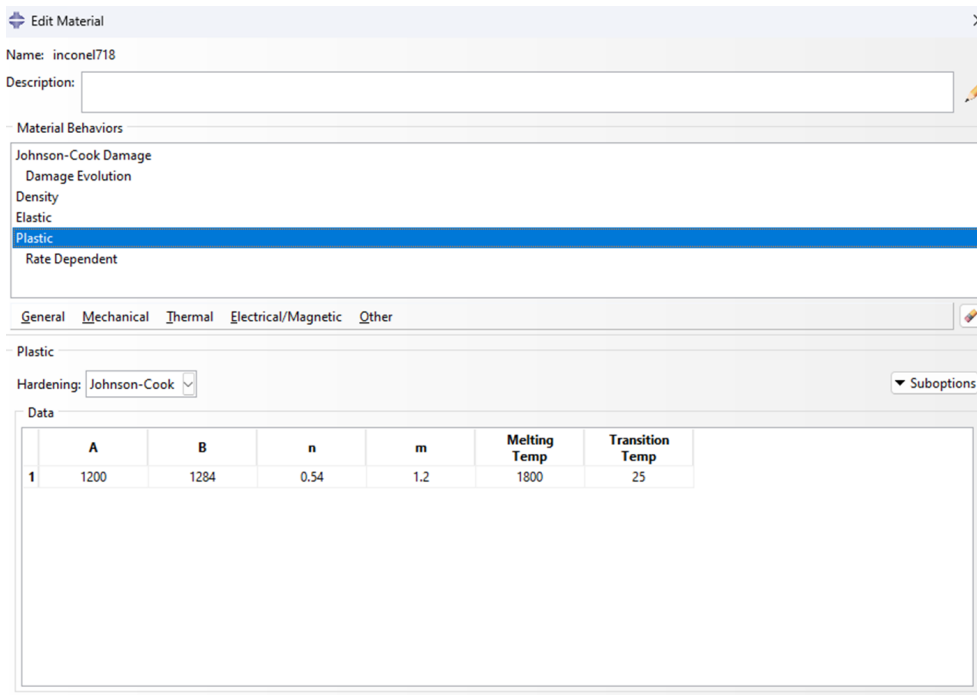 Edit Material
Name: inconel718
Description:
Material Behaviors
Johnson-Cook Damage
Damage Evolution
Density
Elastic
Plastic
Rate Dependent
General Mechanical Thermal Electrical/Magnetic Other
Plastic
Hardening: Johnson-Cook Suboptions
Data
A B n m Melting Temp Transition Temp
1 1200 1284 0.54 1.2 1800 25